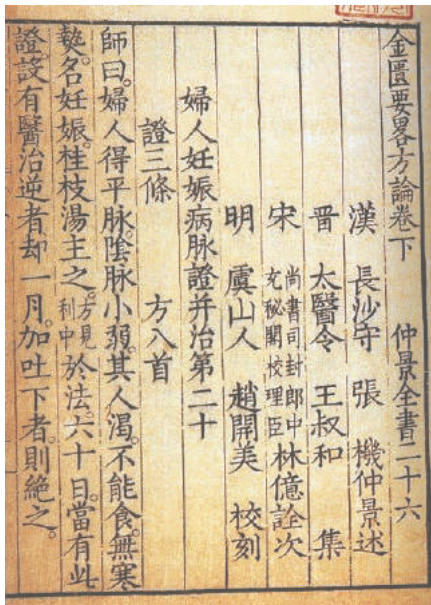 金匱要畧方論卷下　仲景全書二十六
漢　長沙守　張　機仲景述
晉　太醫令　王叔和　集
宋　尚書司封郎中充秘閣校理臣　林億詮次
明　虞山人　趙開美　校刻
婦人妊娠病脉證并治第二十
證三條　方八首
師曰。婦人得平脉。陰脉小弱。其人渴。不能食。無寒
熱。名妊娠。桂枝湯主之。方見利中於法。六十日。當有此
證。設有醫治逆者却一月。加吐下者。則絶之。